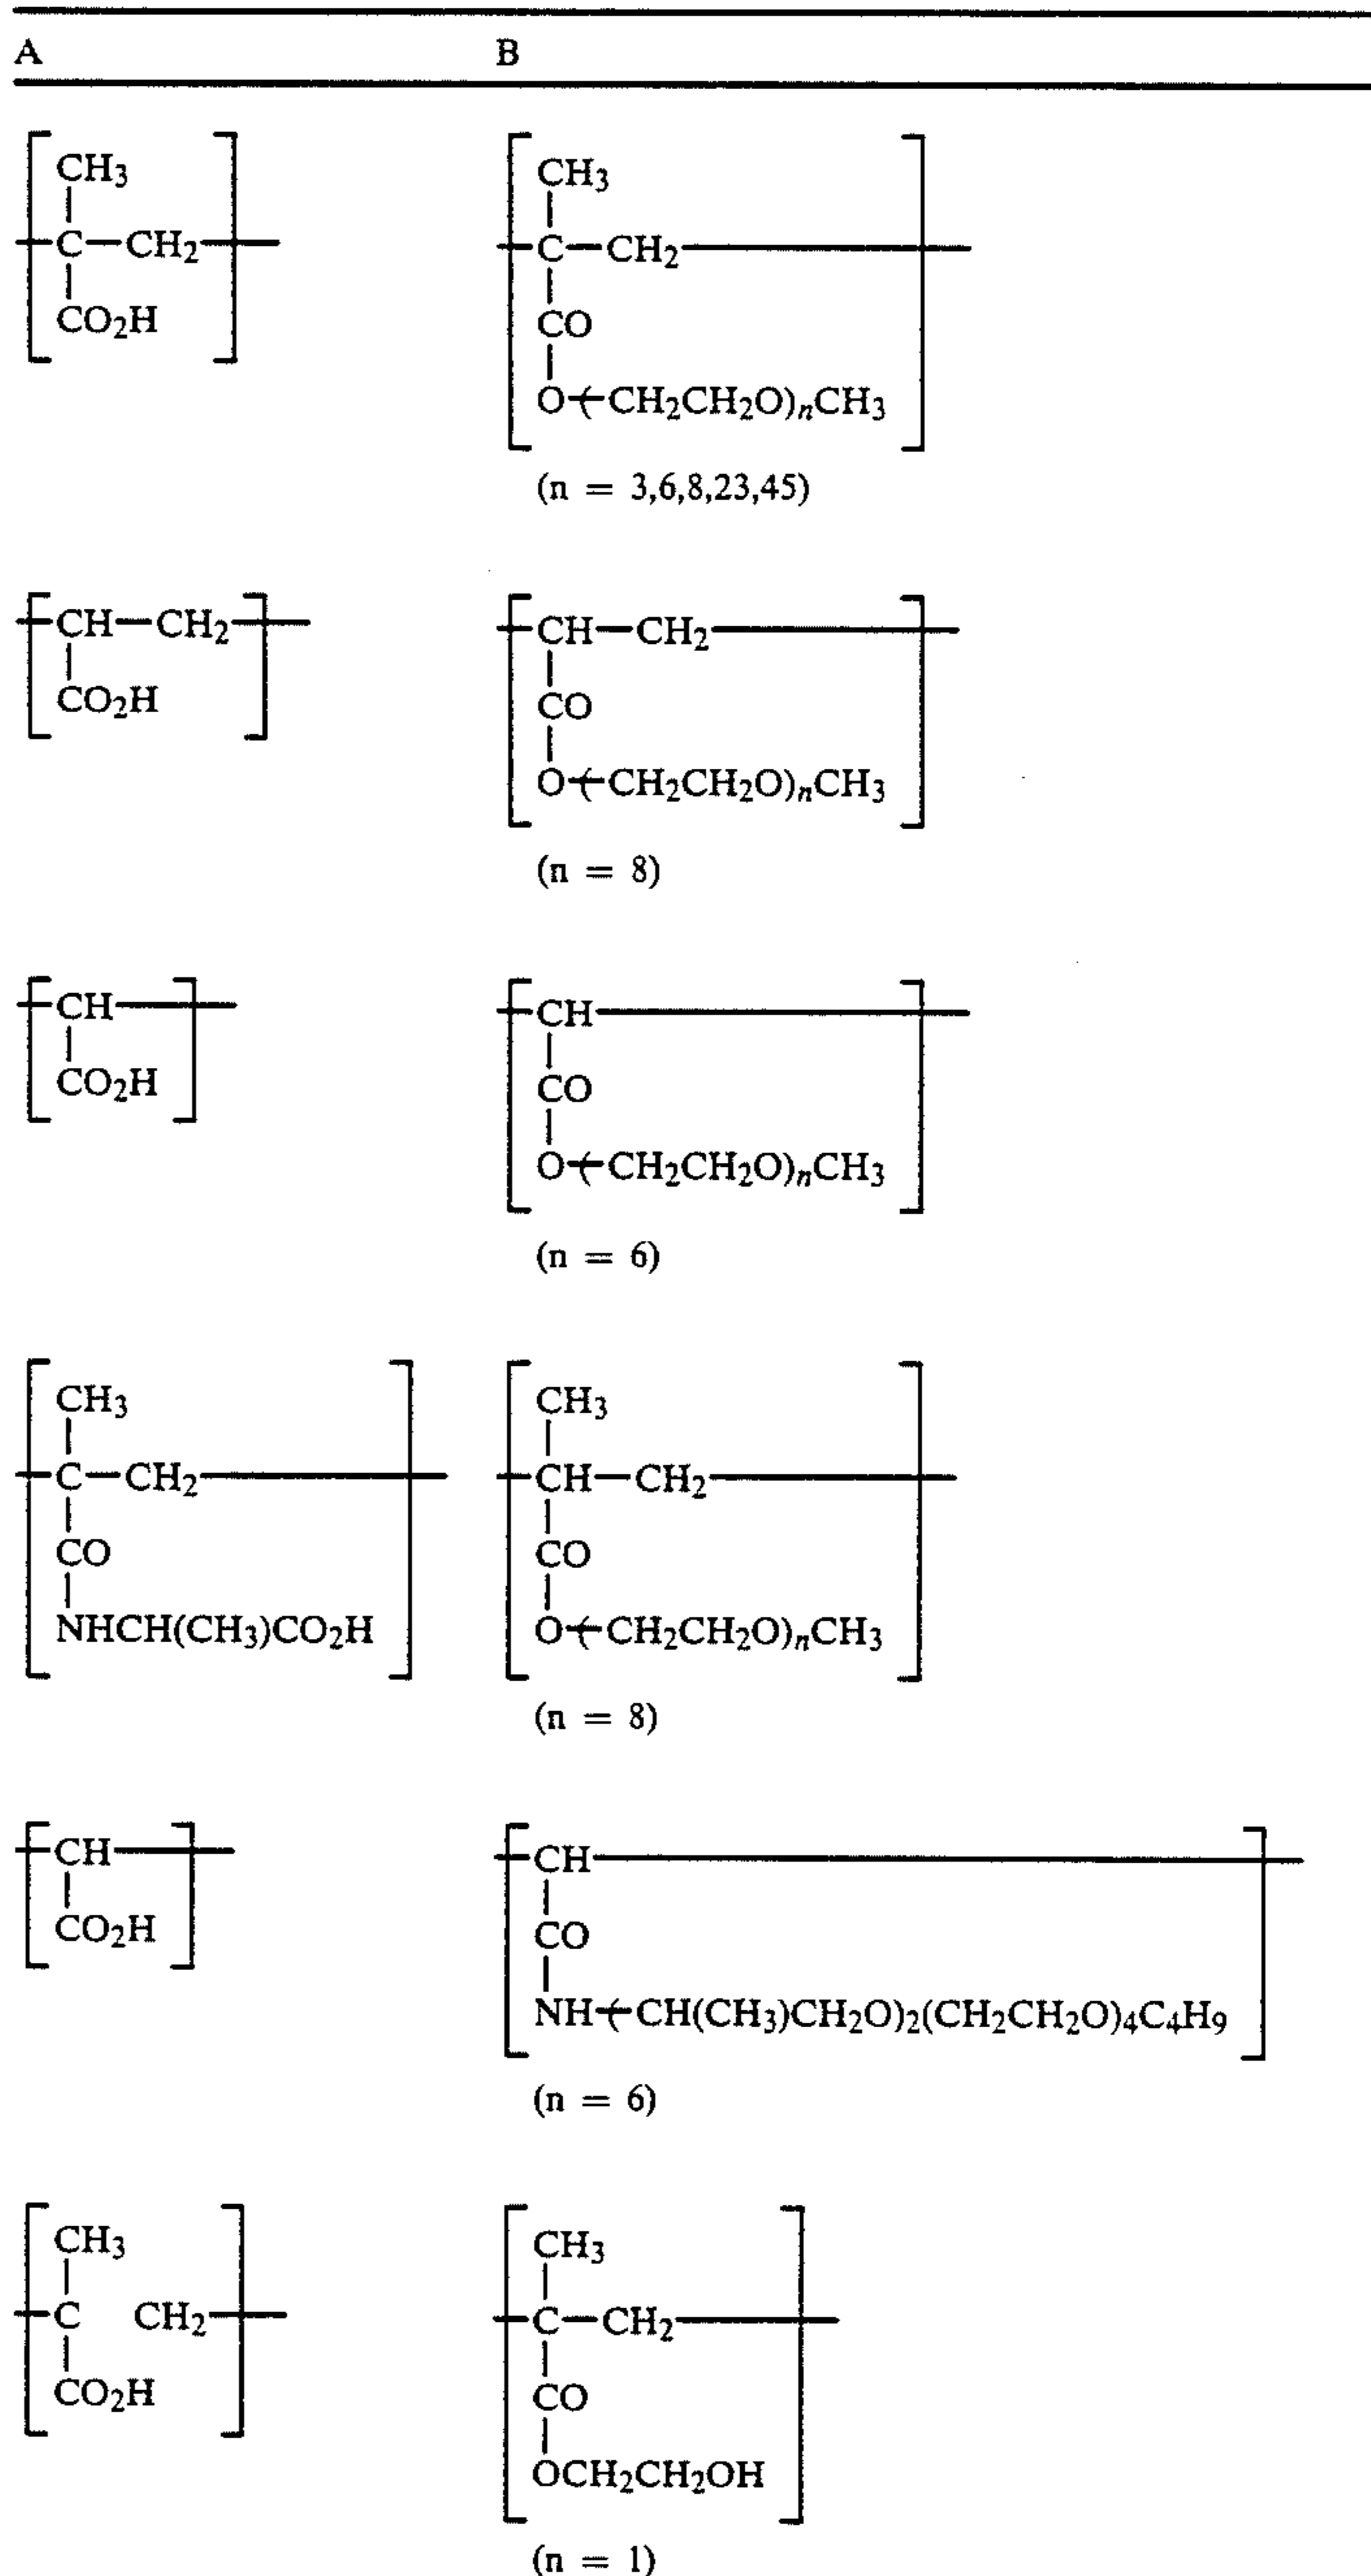 A B
CH₃
C—CH₂
CO₂H
CH₃
C—CH₂
CO
O—(CH₂CH₂O)ₙCH₃
(n = 3,6,8,23,45)
CH—CH₂
CO₂H
CH—CH₂
CO
O—(CH₂CH₂O)ₙCH₃
(n = 8)
CH
CO₂H
CH
CO
O—(CH₂CH₂O)ₙCH₃
(n = 6)
CH₃
C—CH₂
CO
NHCH(CH₃)CO₂H
CH₃
CH—CH₂
CO
O—(CH₂CH₂O)ₙCH₃
(n = 8)
CH
CO₂H
CH
CO
NH—(CH(CH₃)CH₂O)₂(CH₂CH₂O)₄C₄H₉
(n = 6)
CH₃
C CH₂
CO₂H
CH₃
C—CH₂
CO
OCH₂CH₂OH
(n = 1)